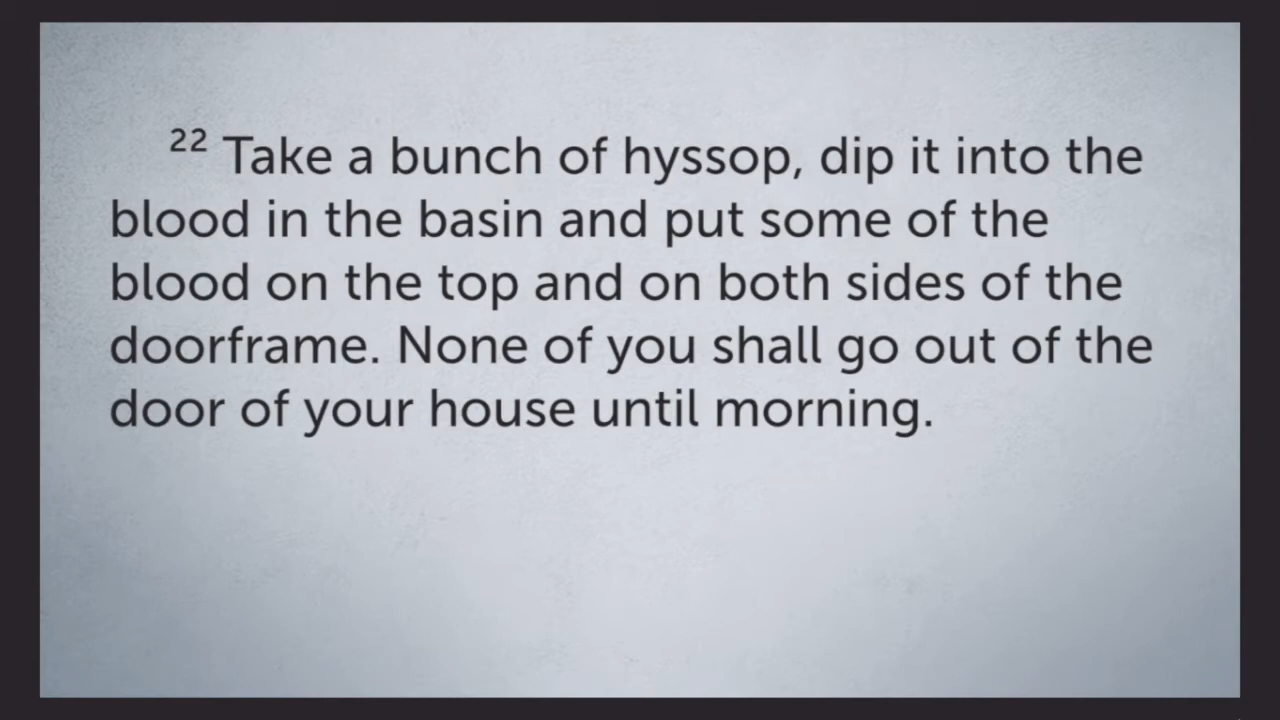 22 Take a bunch of hyssop, dip it into the
blood in the basin and put some of the
blood on the top and on both sides of the
doorframe. None of you shall go out of the
door of your house until morning.